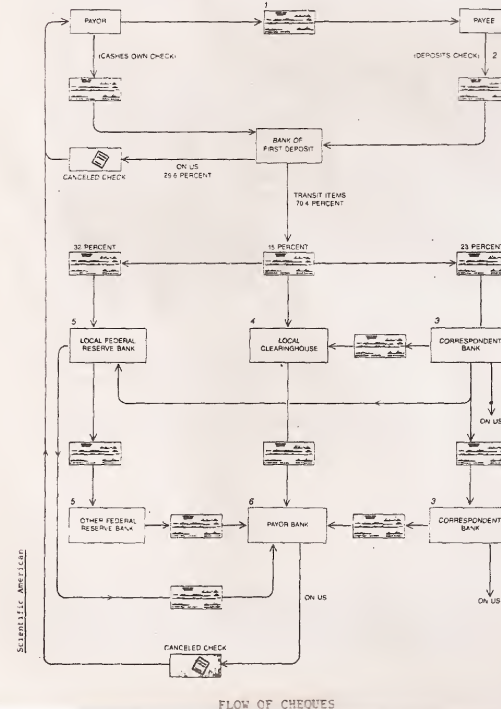 1
PAYOR
PAYEE
(CASHES OWN CHECK)
(DEPOSITS CHECK) 2
BANK OF
FIRST DEPOSIT
CANCELED CHECK
ON US
29.6 PERCENT
TRANSIT ITEMS
70.4 PERCENT
32 PERCENT
15 PERCENT
23 PERCENT
5
LOCAL FEDERAL
RESERVE BANK
4
LOCAL
CLEARINGHOUSE
3
CORRESPONDENT
BANK
ON US
5
OTHER FEDERAL
RESERVE BANK
6
PAYOR BANK
3
CORRESPONDENT
BANK
ON US
ON US
CANCELED CHECK
Scientific American
FLOW OF CHEQUES